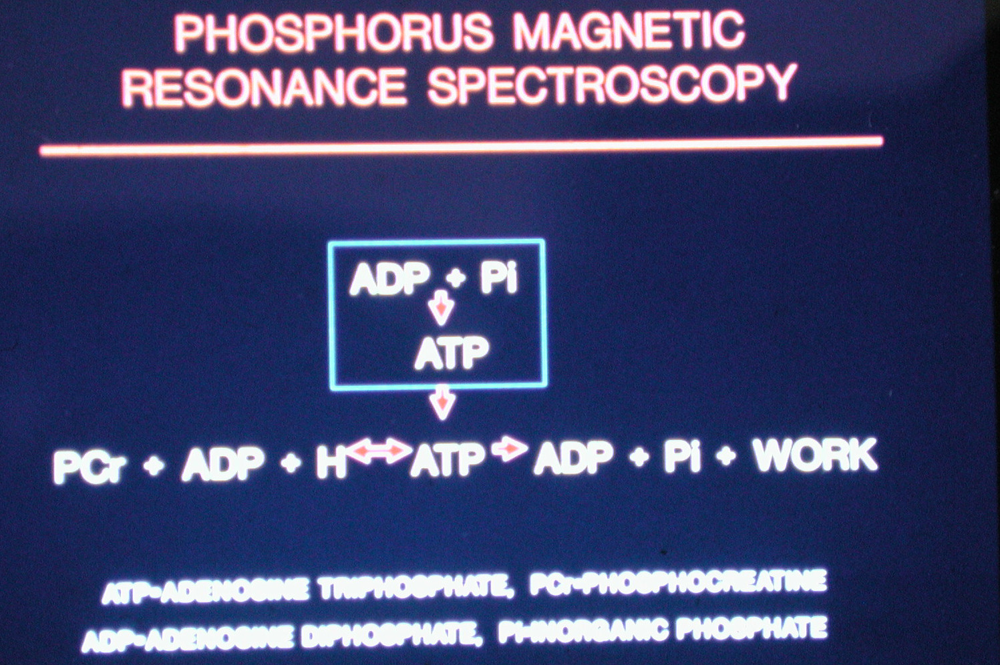 PHOSPHORUS MAGNETIC
RESONANCE SPECTROSCOPY
ADP + Pi
ATP
PCr + ADP + H ATP ADP + Pi + WORK
ATP-ADENOSINE TRIPHOSPHATE, PCr-PHOSPHOCREATINE
ADP-ADENOSINE DIPHOSPHATE, Pi-INORGANIC PHOSPHATE